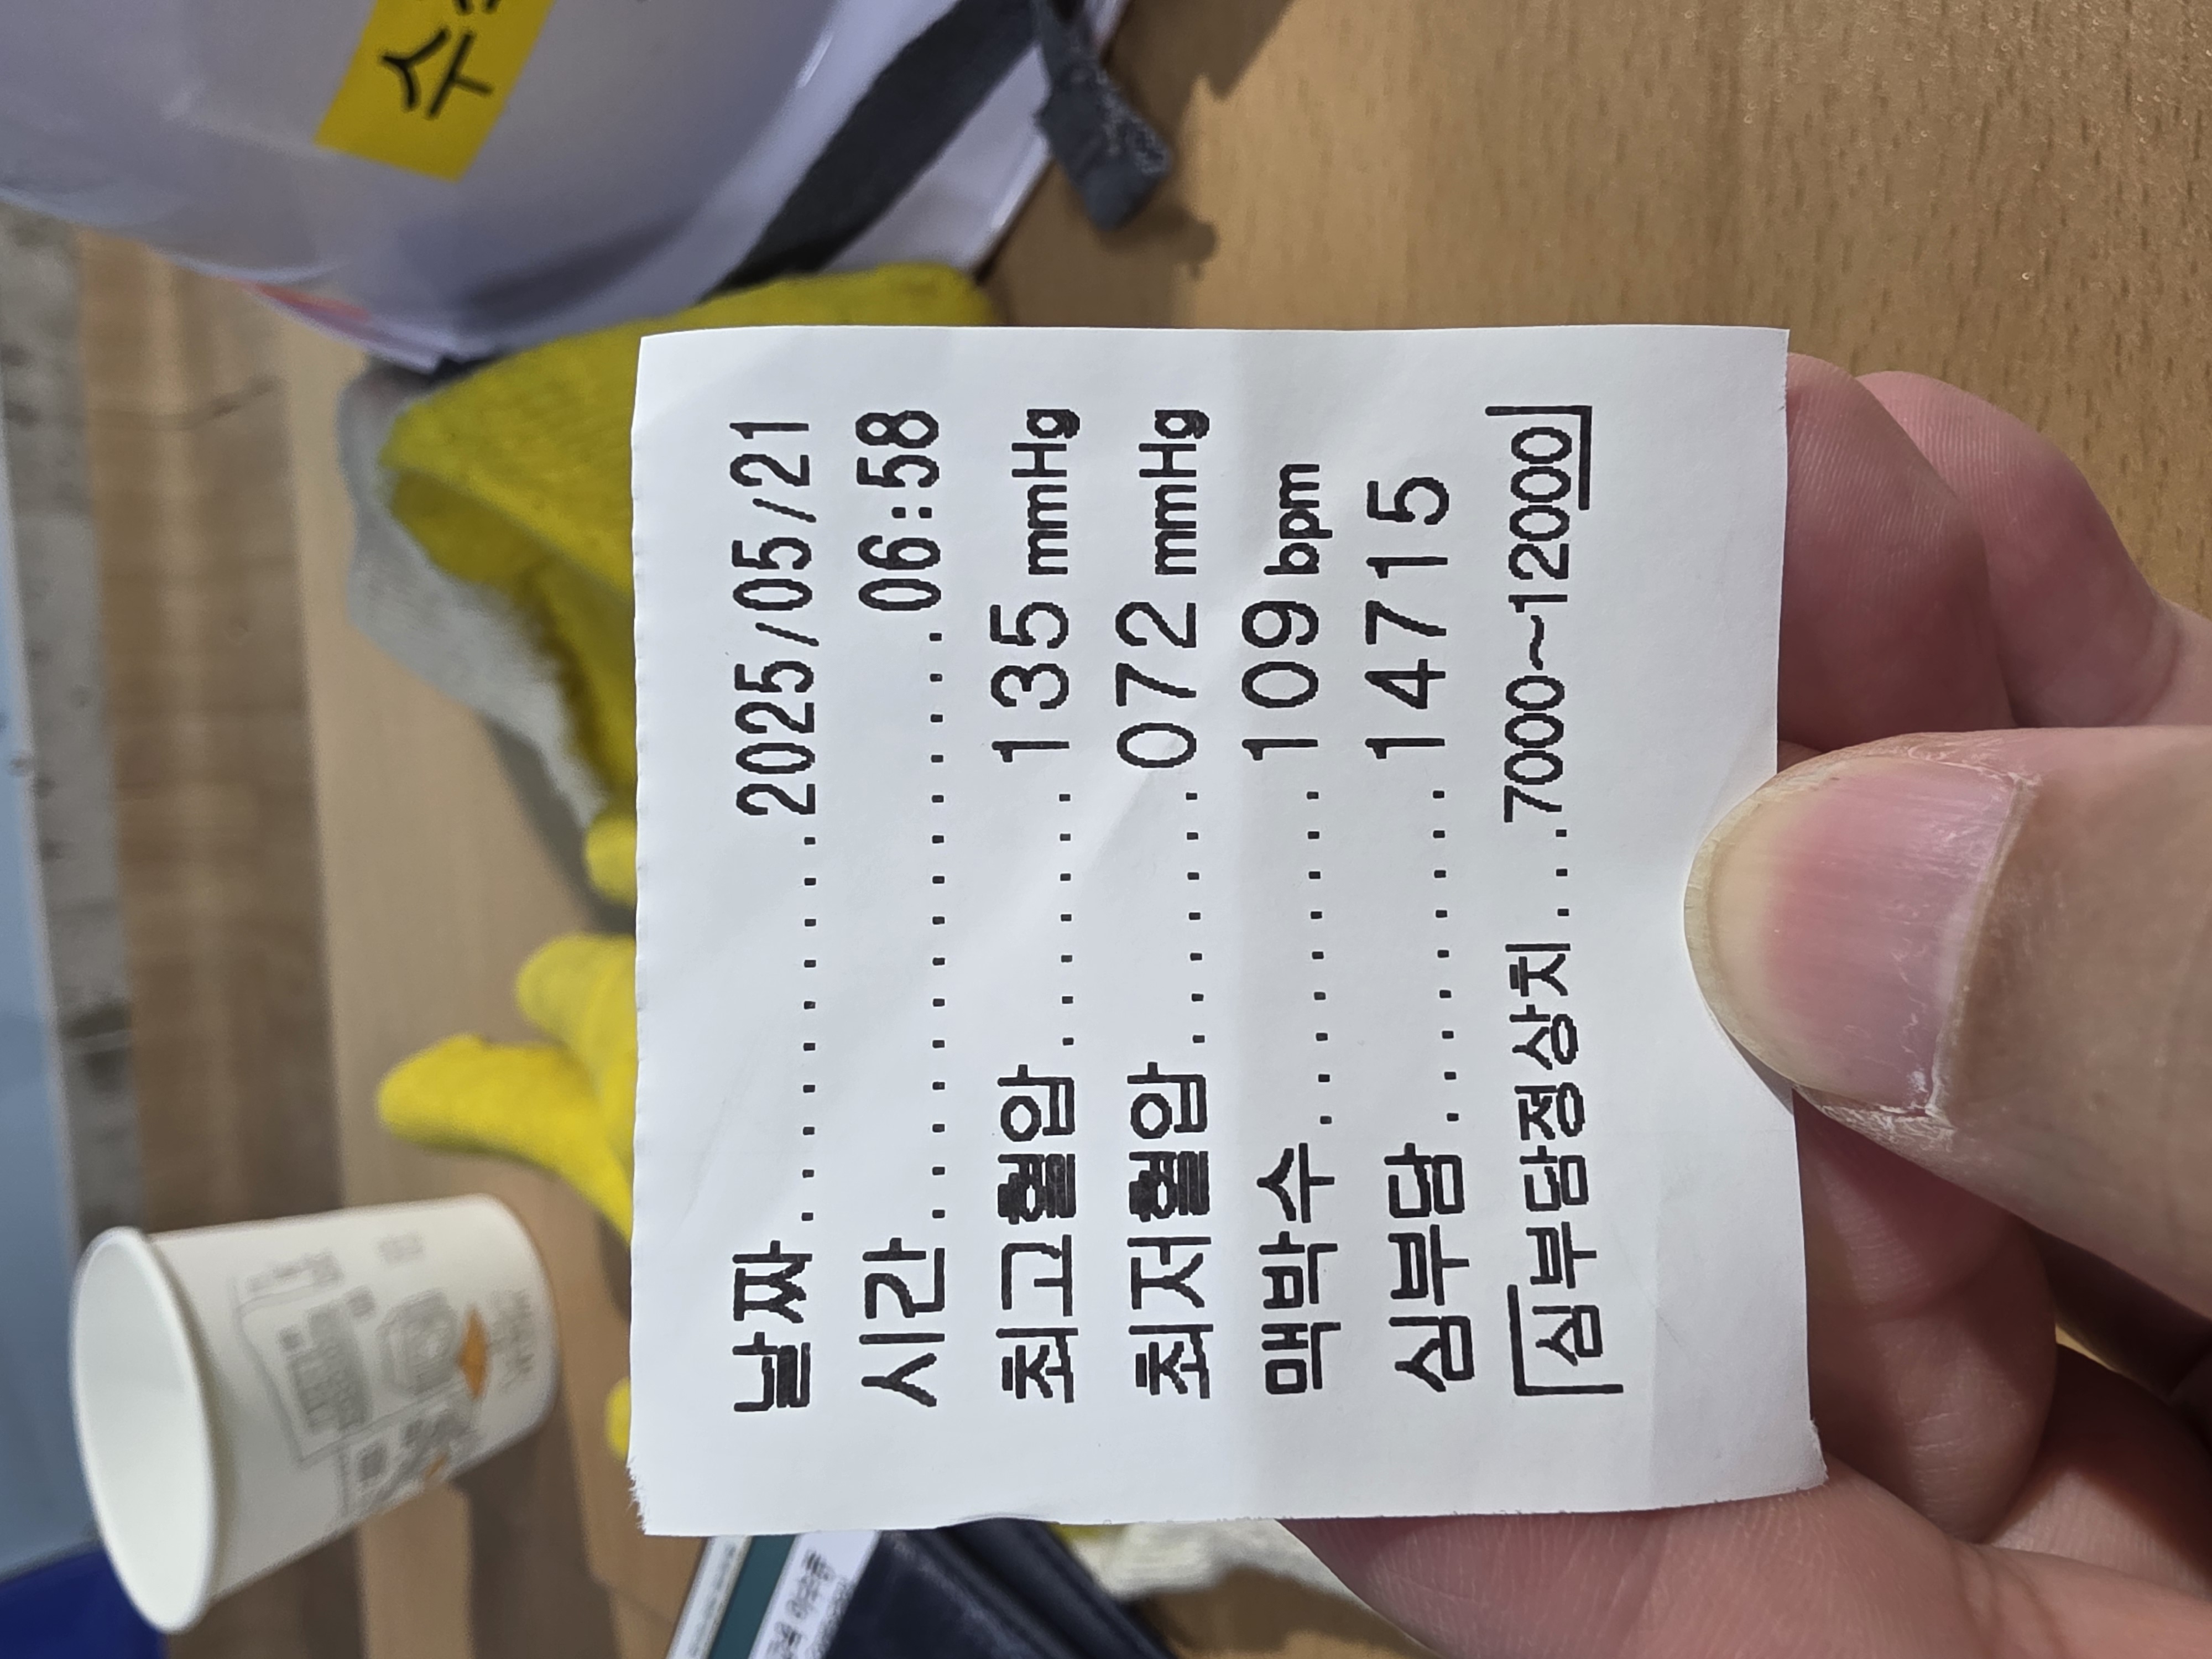 날짜..........2025/05/21
시간................06:58
최고혈압....... 135 mmHg
최저혈압....... 072 mmHg
맥박수......... 109 bpm
심부담......... 14715
심부담정상치...7000~12000
수